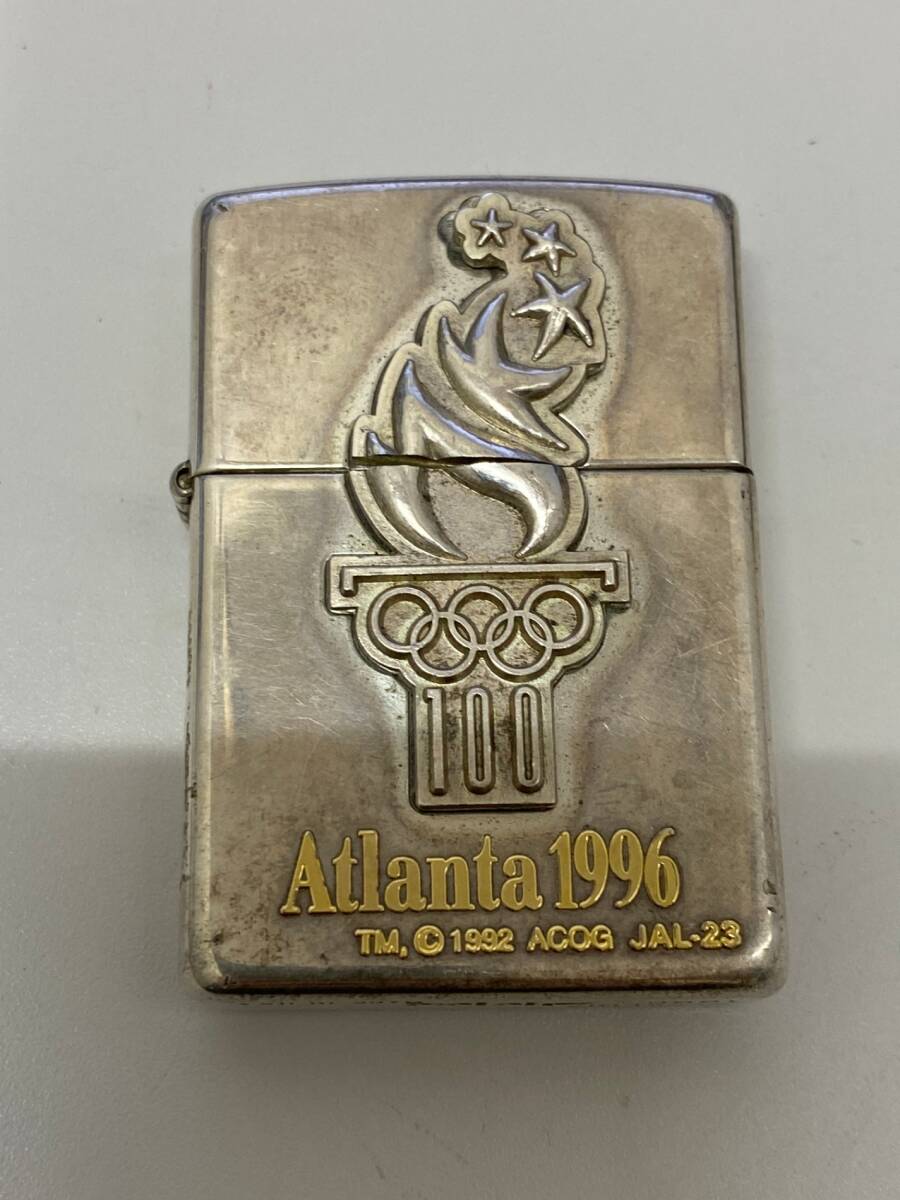 100
Atlanta 1996
TM, © 1992 ACOG JAL-23